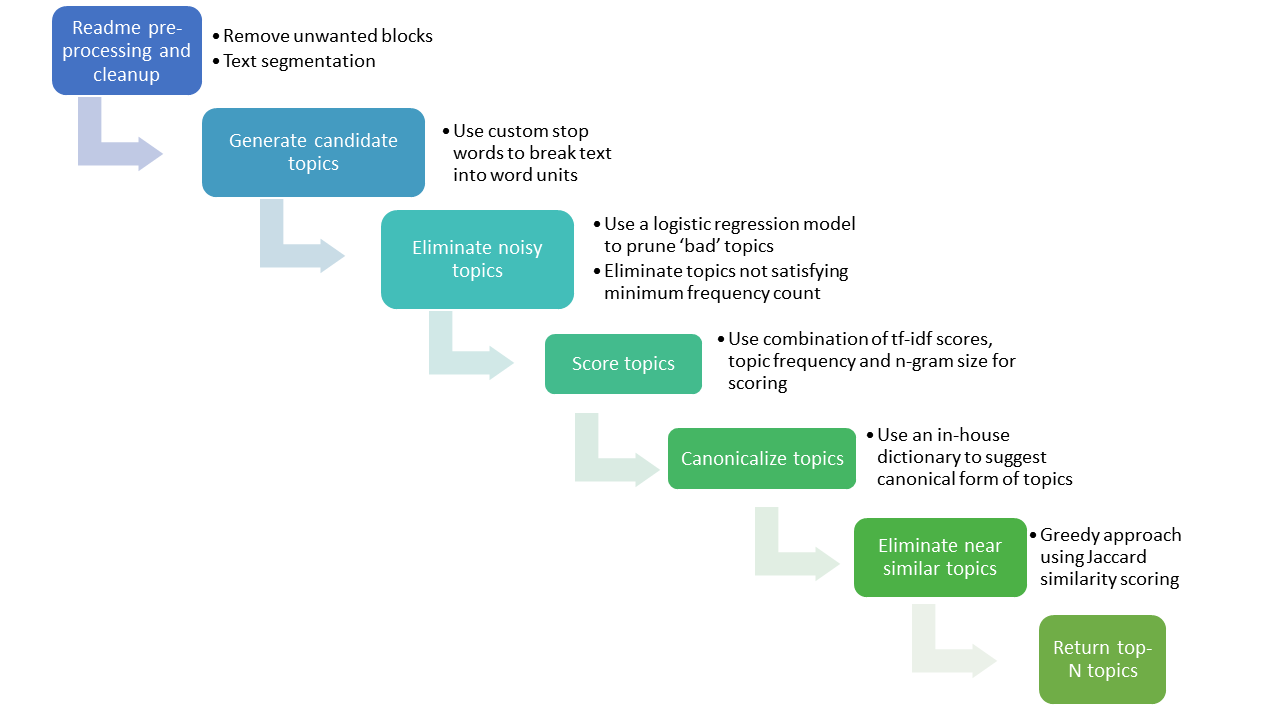 Readme pre-
processing and
cleanup
• Remove unwanted blocks
• Text segmentation
Generate candidate
topics
• Use custom stop
words to break text
into word units
Eliminate noisy
topics
• Use a logistic regression model
to prune ‘bad’ topics
• Eliminate topics not satisfying
minimum frequency count
Score topics
• Use combination of tf-idf scores,
topic frequency and n-gram size for
scoring
Canonicalize topics
• Use an in-house
dictionary to suggest
canonical form of topics
Eliminate near
similar topics
• Greedy approach
using Jaccard
similarity scoring
Return top-
N topics